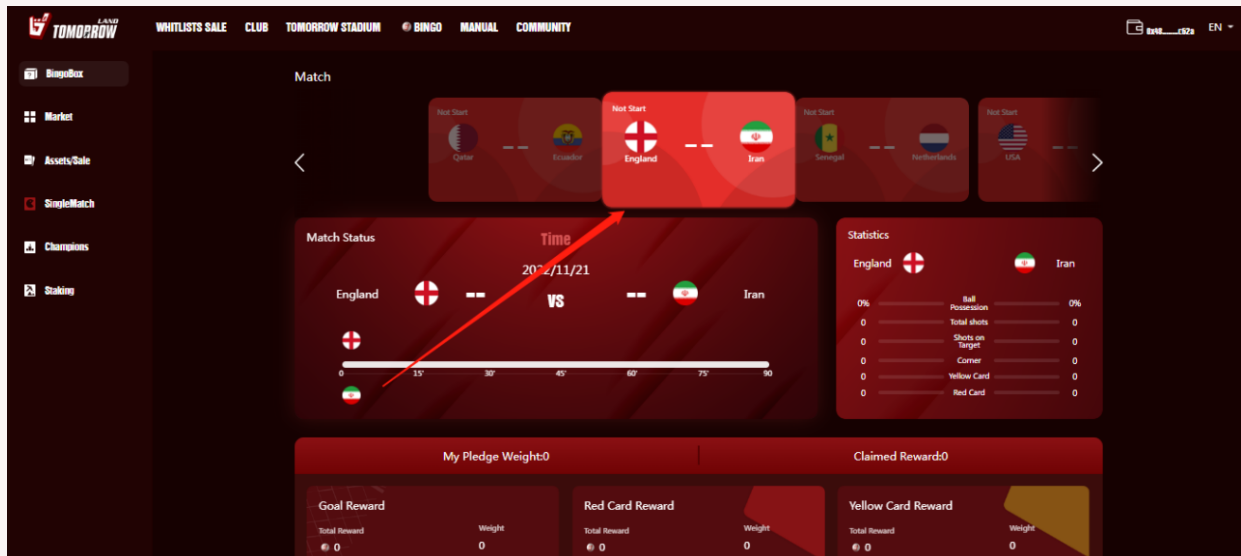 LAND
TOMORROW
WHITLISTS SALE CLUB TOMORROW STADIUM BINGO MANUAL COMMUNITY
EN
BingoBox
Market
Assets/Sale
SingleMatch
Champions
Staking
Match
Not Start Not Start Not Start Not Start
-- -- -- --
Qatar Ecuador England Iran Senegal Netherlands USA
Match Status
Time
2022/11/21
England -- VS -- Iran
0 15' 30' 45' 60' 75' 90
Statistics
England Iran
0% Ball Possession 0%
0 Total shots 0
0 Shots on Target 0
0 Corner 0
0 Yellow Card 0
0 Red Card 0
My Pledge Weight:0 Claimed Reward:0
Goal Reward Red Card Reward Yellow Card Reward
Total Reward Weight Total Reward Weight Total Reward Weight
0 0 0 0 0 0